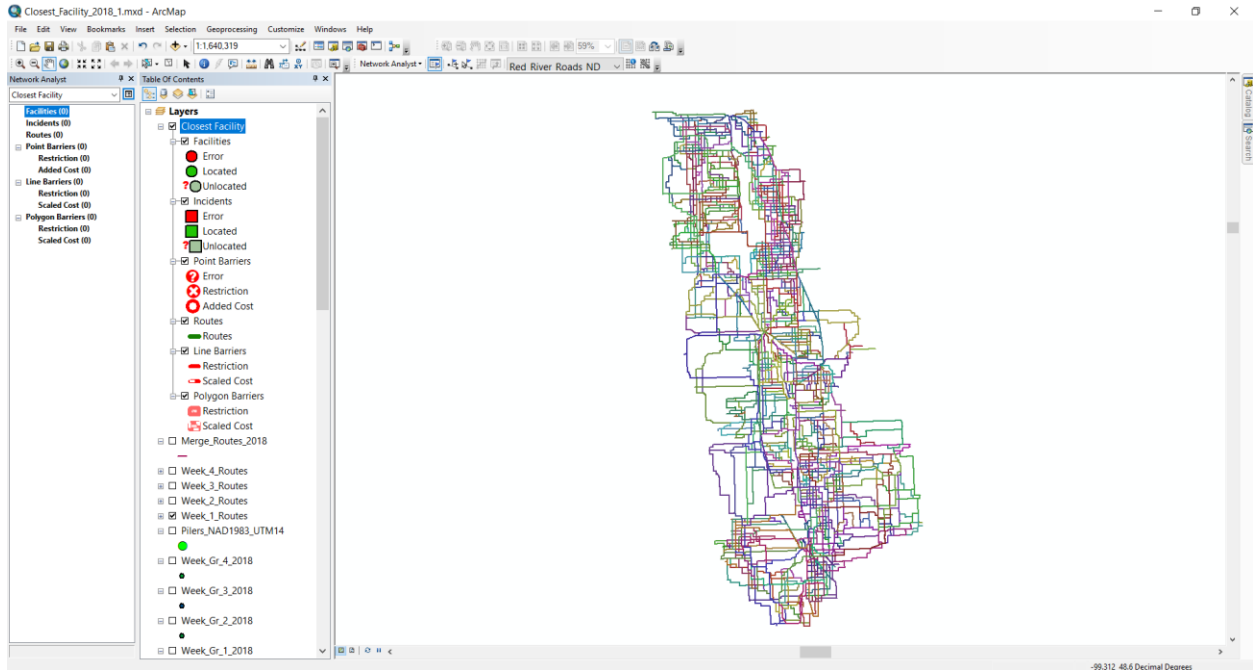 Closest_Facility_2018_1.mxd - ArcMap
File Edit View Bookmarks Insert Selection Geoprocessing Customize Windows Help
1:1,640,319
59%
Network Analyst
Red River Roads ND
Network Analyst
Closest Facility
Facilities (0)
Incidents (0)
Routes (0)
Point Barriers (0)
Restriction (0)
Added Cost (0)
Line Barriers (0)
Restriction (0)
Scaled Cost (0)
Polygon Barriers (0)
Restriction (0)
Scaled Cost (0)
Table Of Contents
Layers
Closest Facility
Facilities
Error
Located
Unlocated
Incidents
Error
Located
Unlocated
Point Barriers
Error
Restriction
Added Cost
Routes
Routes
Line Barriers
Restriction
Scaled Cost
Polygon Barriers
Restriction
Scaled Cost
Merge_Routes_2018
Week_4_Routes
Week_3_Routes
Week_2_Routes
Week_1_Routes
Pilers_NAD1983_UTM14
Week_Gr_4_2018
Week_Gr_3_2018
Week_Gr_2_2018
Week_Gr_1_2018
Catalog
Search
-99.312 48.6 Decimal Degrees